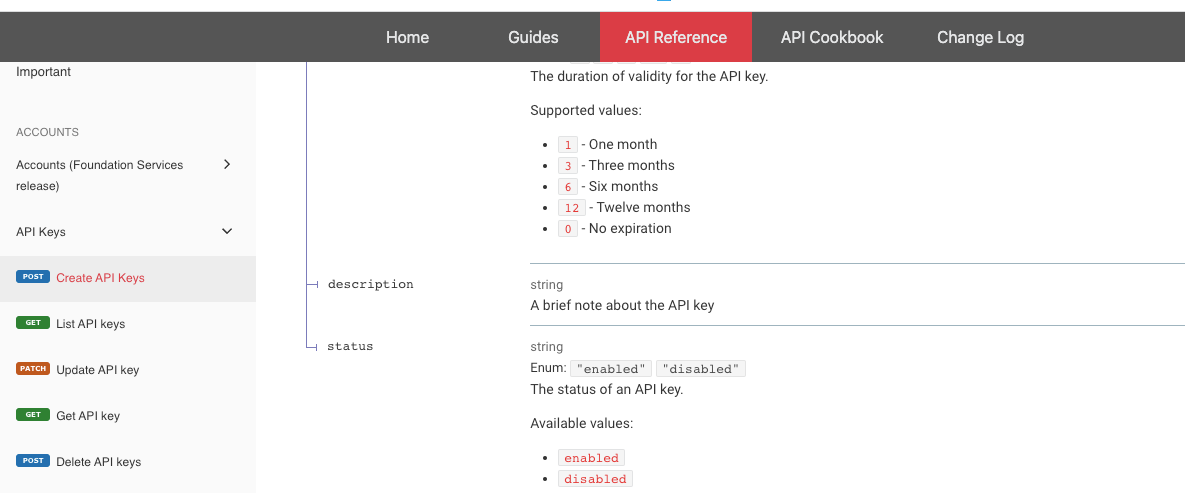 Home Guides API Reference API Cookbook Change Log
Important
ACCOUNTS
Accounts (Foundation Services
release)
API Keys
POST Create API Keys
GET List API keys
PATCH Update API key
GET Get API key
POST Delete API keys
The duration of validity for the API key.
Supported values:
1 - One month
3 - Three months
6 - Six months
12 - Twelve months
0 - No expiration
description
string
A brief note about the API key
status
string
Enum: "enabled" "disabled"
The status of an API key.
Available values:
enabled
disabled